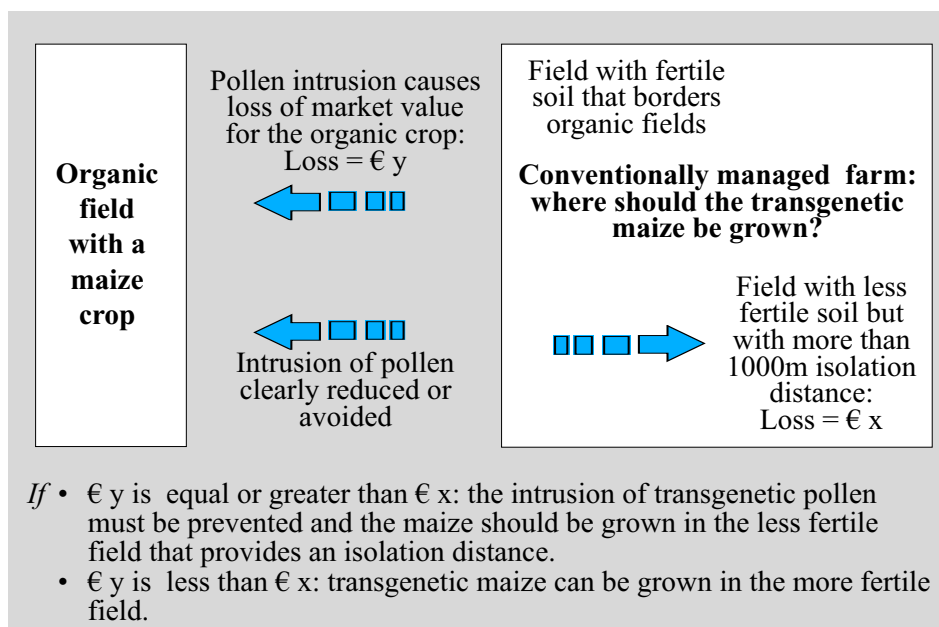 Organic
field
with a
maize
crop
Pollen intrusion causes
loss of market value
for the organic crop:
Loss = € y
Intrusion of pollen
clearly reduced or
avoided
Field with fertile
soil that borders
organic fields
Conventionally managed farm:
where should the transgenetic
maize be grown?
Field with less
fertile soil but
with more than
1000m isolation
distance:
Loss = € x
If • € y is equal or greater than € x: the intrusion of transgenetic pollen
must be prevented and the maize should be grown in the less fertile
field that provides an isolation distance.
• € y is less than € x: transgenetic maize can be grown in the more fertile
field.